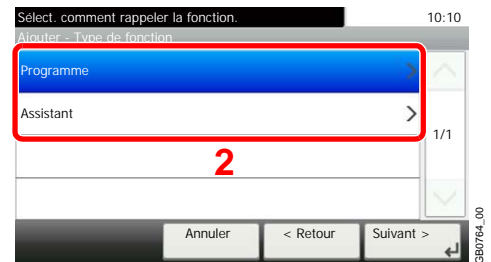 Sélect. comment rappeler la fonction. 10:10
Ajouter - Type de fonction
Programme
Assistant
1/1
2
Annuler < Retour Suivant >
GB0764_00